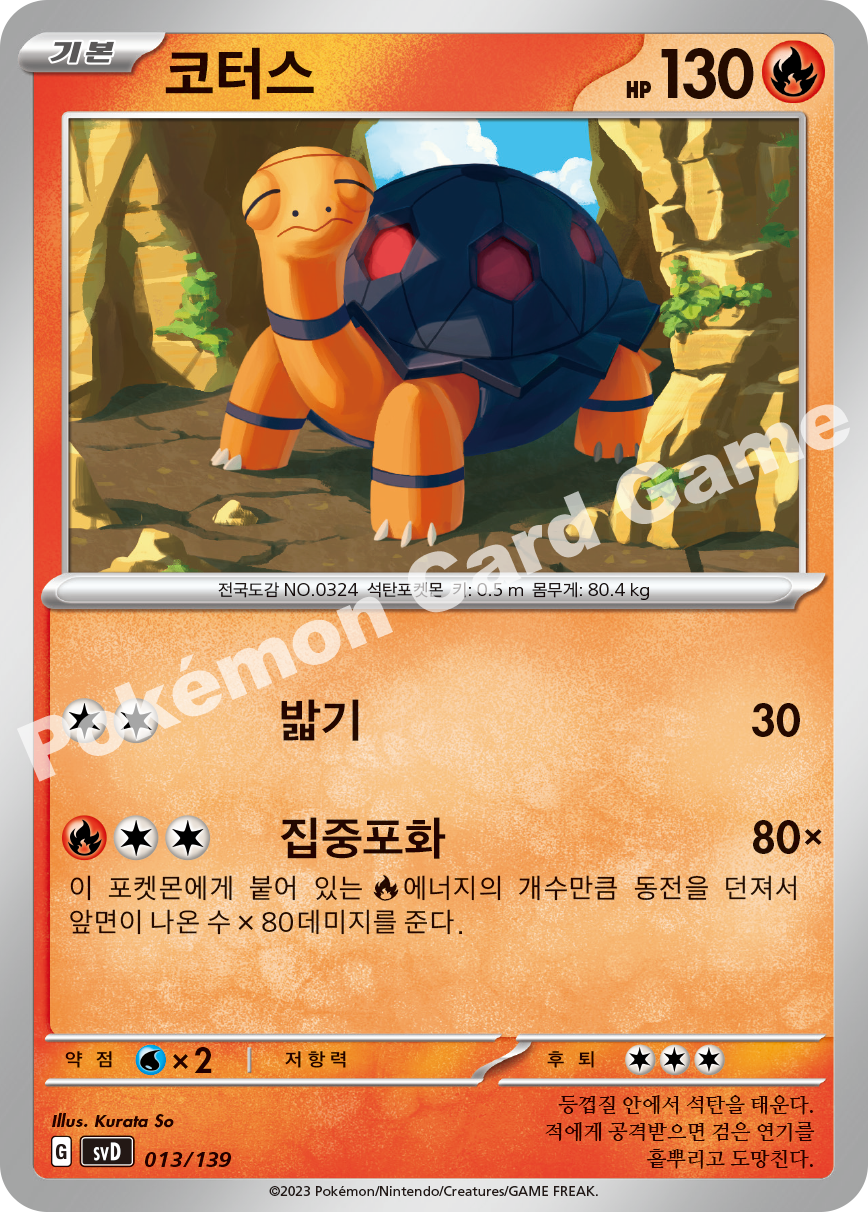 기본 코터스 HP 130
전국도감 NO.0324 석탄포켓몬 키: 0.5 m 몸무게: 80.4 kg
Pokémon Card Game
밟기 30
집중포화 80×
이 포켓몬에게 붙어 있는 에너지의 개수만큼 동전을 던져서
앞면이 나온 수 × 80데미지를 준다.
약점 ×2 저항력 후퇴
등껍질 안에서 석탄을 태운다.
적에게 공격받으면 검은 연기를
흩뿌리고 도망친다.
Illus. Kurata So
G svD 013/139
©2023 Pokémon/Nintendo/Creatures/GAME FREAK.